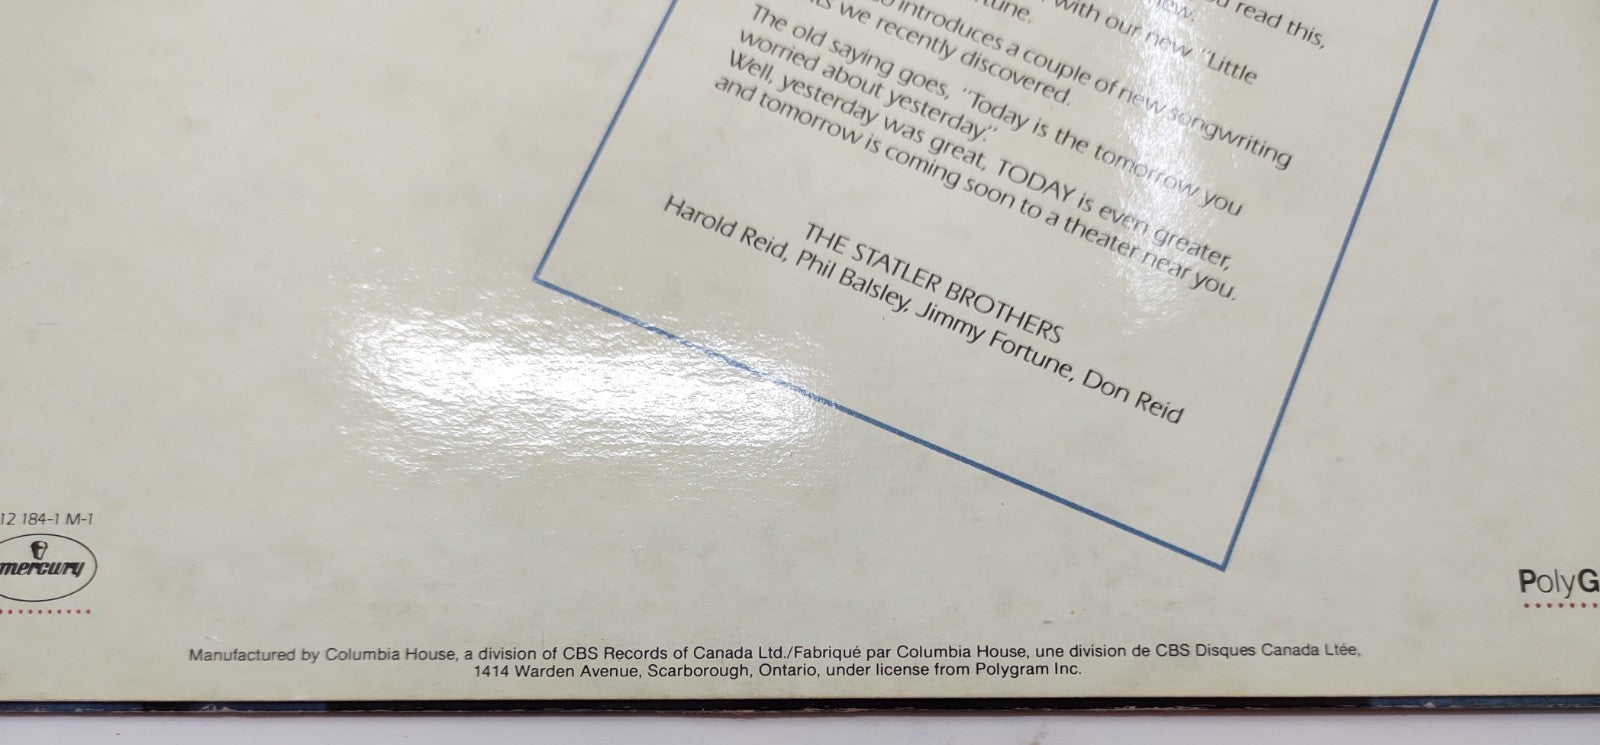 read this,
new.
tune.
with our new "Little
introduces a couple of new songwriting
we recently discovered.
The old saying goes, "Today is the tomorrow you
worried about yesterday."
Well, yesterday was great, TODAY is even greater,
and tomorrow is coming soon to a theater near you.
THE STATLER BROTHERS
Harold Reid, Phil Balsley, Jimmy Fortune, Don Reid
12 184-1 M-1
mercury
PolyG
Manufactured by Columbia House, a division of CBS Records of Canada Ltd./Fabriqué par Columbia House, une division de CBS Disques Canada Ltée,
1414 Warden Avenue, Scarborough, Ontario, under license from Polygram Inc.